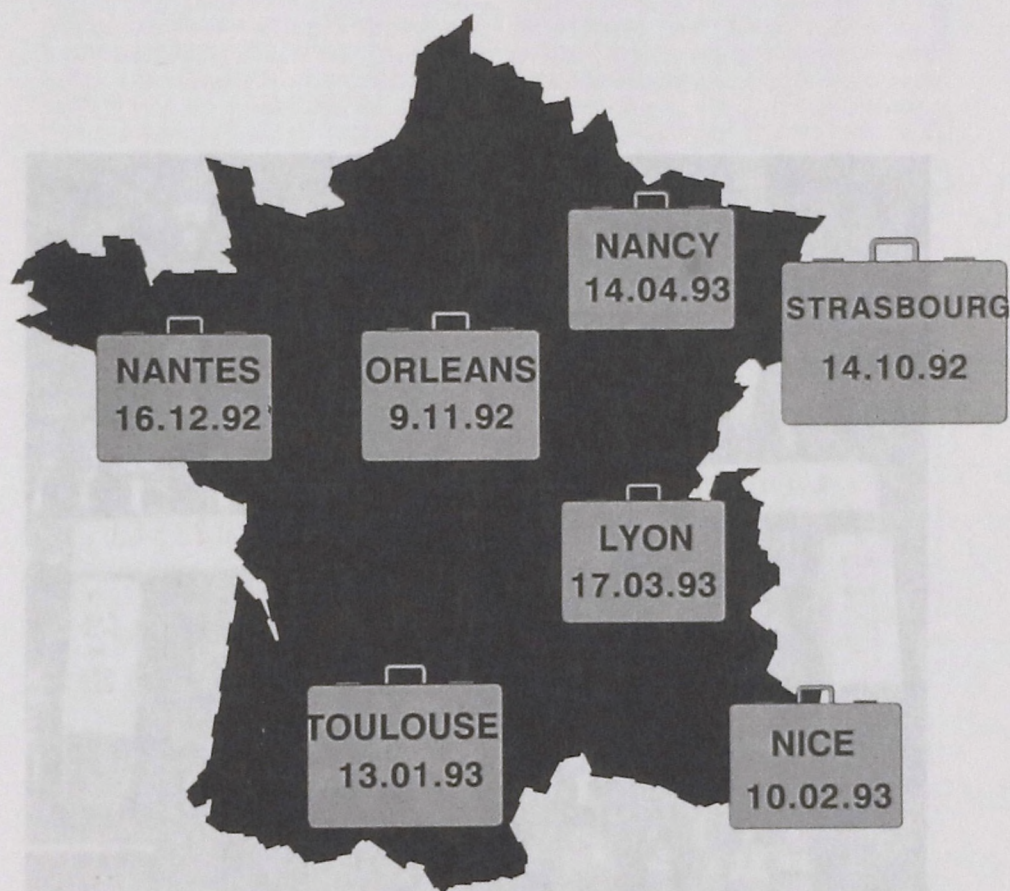 NANCY
14.04.93
STRASBOURG
14.10.92
NANTES
16.12.92
ORLEANS
9.11.92
LYON
17.03.93
TOULOUSE
13.01.93
NICE
10.02.93